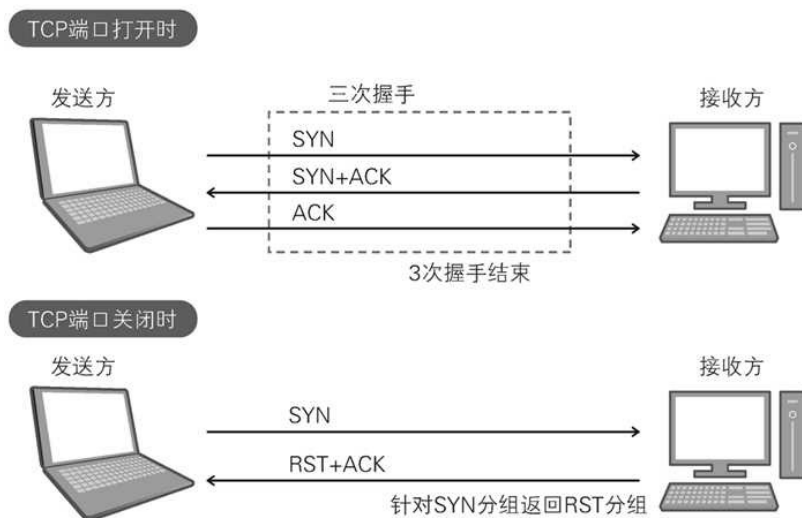 TCP端口打开时
发送方
三次握手
接收方
SYN
SYN+ACK
ACK
3次握手结束
TCP端口关闭时
发送方
接收方
SYN
RST+ACK
针对SYN分组返回RST分组